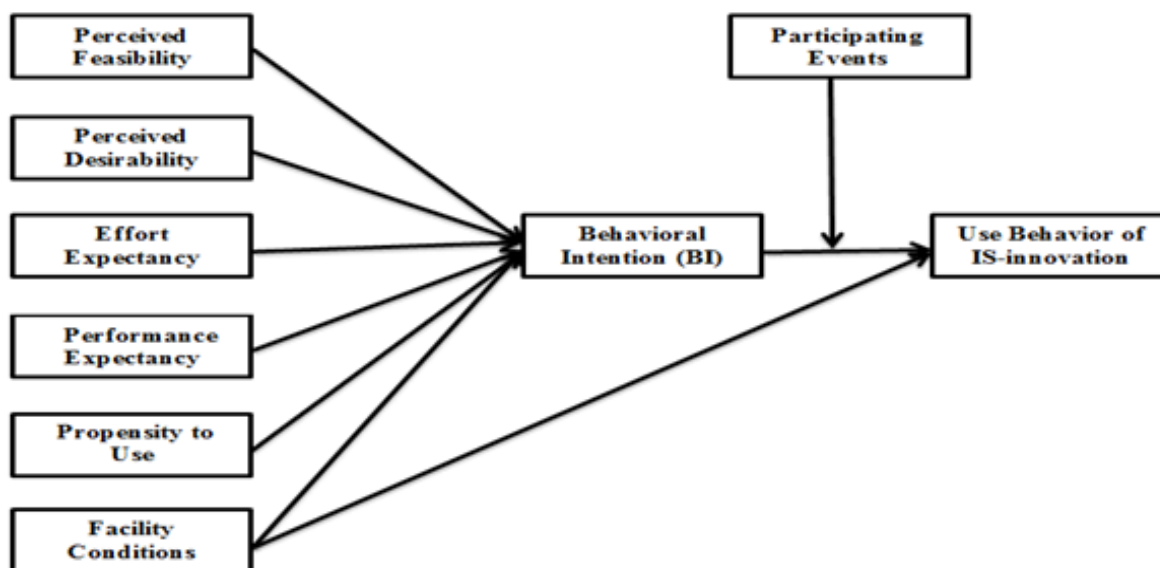 Perceived
Feasibility
Participating
Events
Perceived
Desirability
Effort
Expectancy
Behavioral
Intention (BI)
Use Behavior of
IS-innovation
Performance
Expectancy
Propensity to
Use
Facility
Conditions